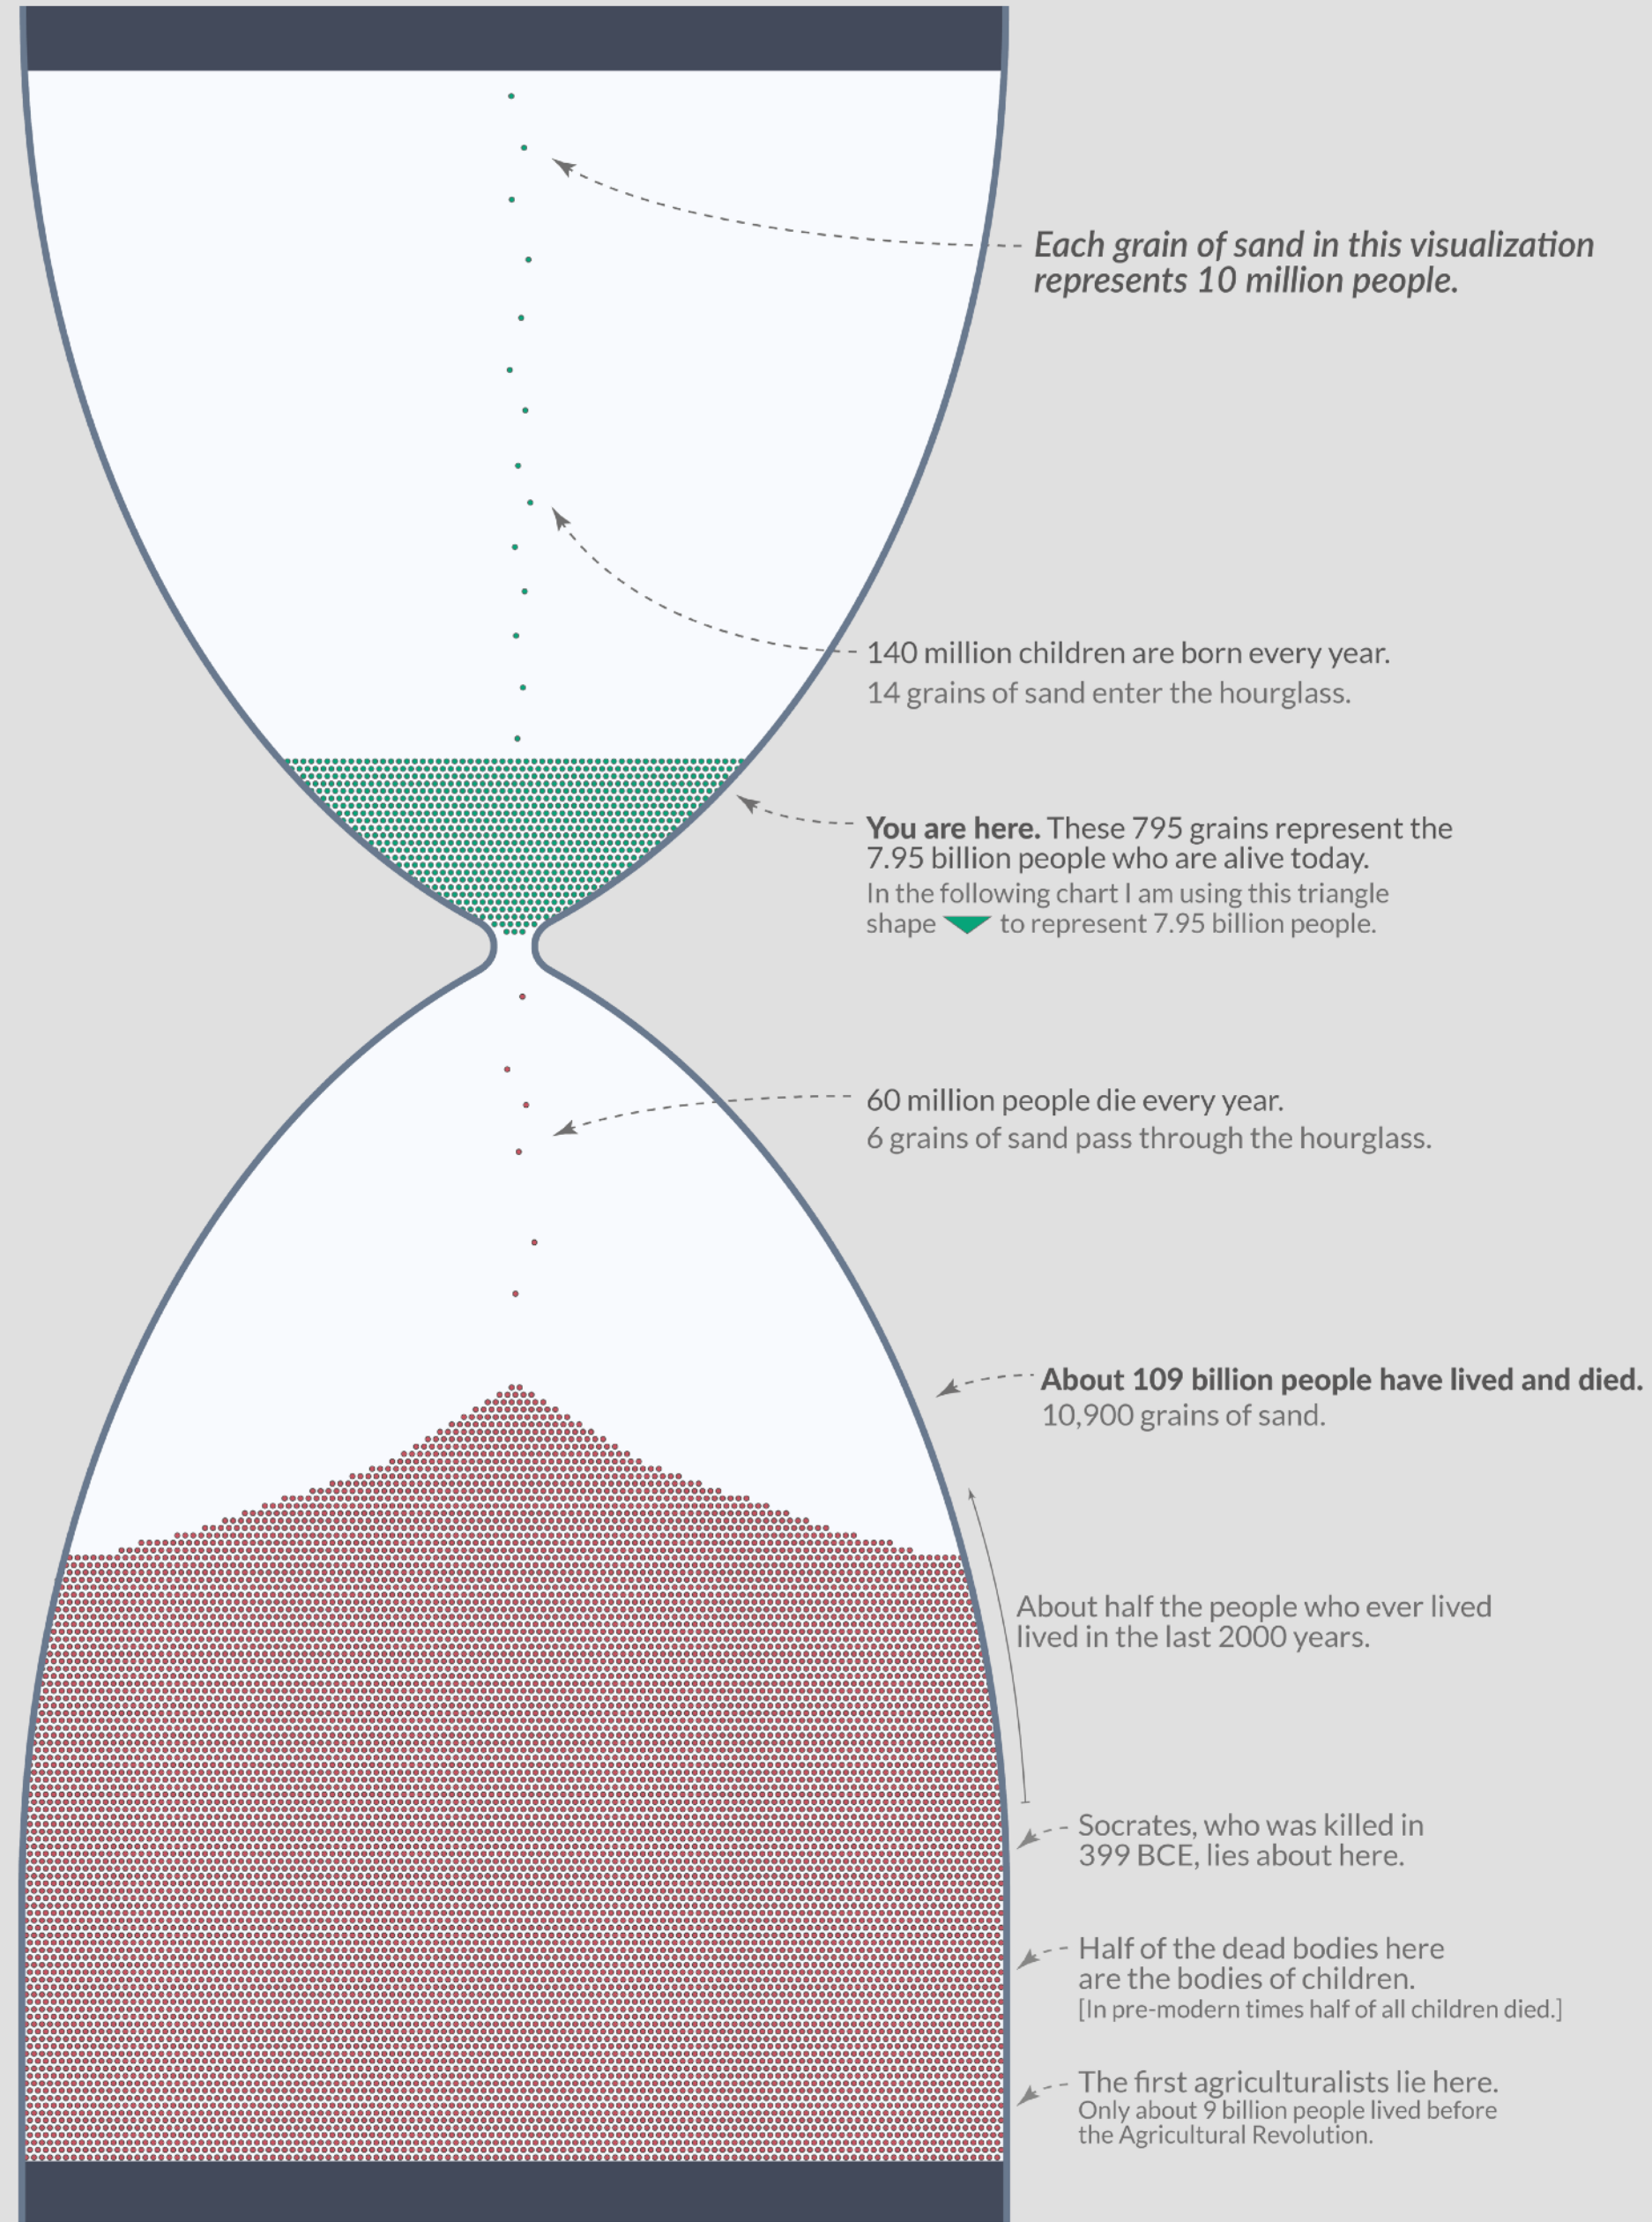 Each grain of sand in this visualization
represents 10 million people.
140 million children are born every year.
14 grains of sand enter the hourglass.
You are here. These 795 grains represent the
7.95 billion people who are alive today.
In the following chart I am using this triangle
shape to represent 7.95 billion people.
60 million people die every year.
6 grains of sand pass through the hourglass.
About 109 billion people have lived and died.
10,900 grains of sand.
About half the people who ever lived
lived in the last 2000 years.
Socrates, who was killed in
399 BCE, lies about here.
Half of the dead bodies here
are the bodies of children.
[In pre-modern times half of all children died.]
The first agriculturalists lie here.
Only about 9 billion people lived before
the Agricultural Revolution.